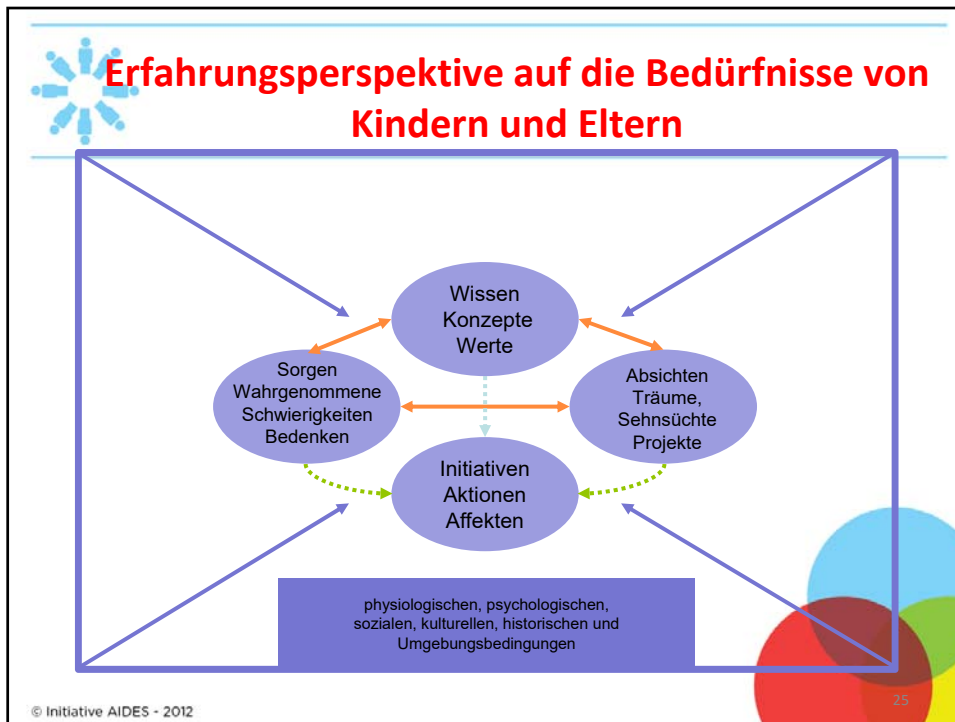 Erfahrungsperspektive auf die Bedürfnisse von
Kindern und Eltern
Wissen
Konzepte
Werte
Sorgen
Wahrgenommene
Schwierigkeiten
Bedenken
Absichten
Träume,
Sehnsüchte
Projekte
Initiativen
Aktionen
Affekten
physiologischen, psychologischen,
sozialen, kulturellen, historischen und
Umgebungsbedingungen
© Initiative AIDES - 2012
25